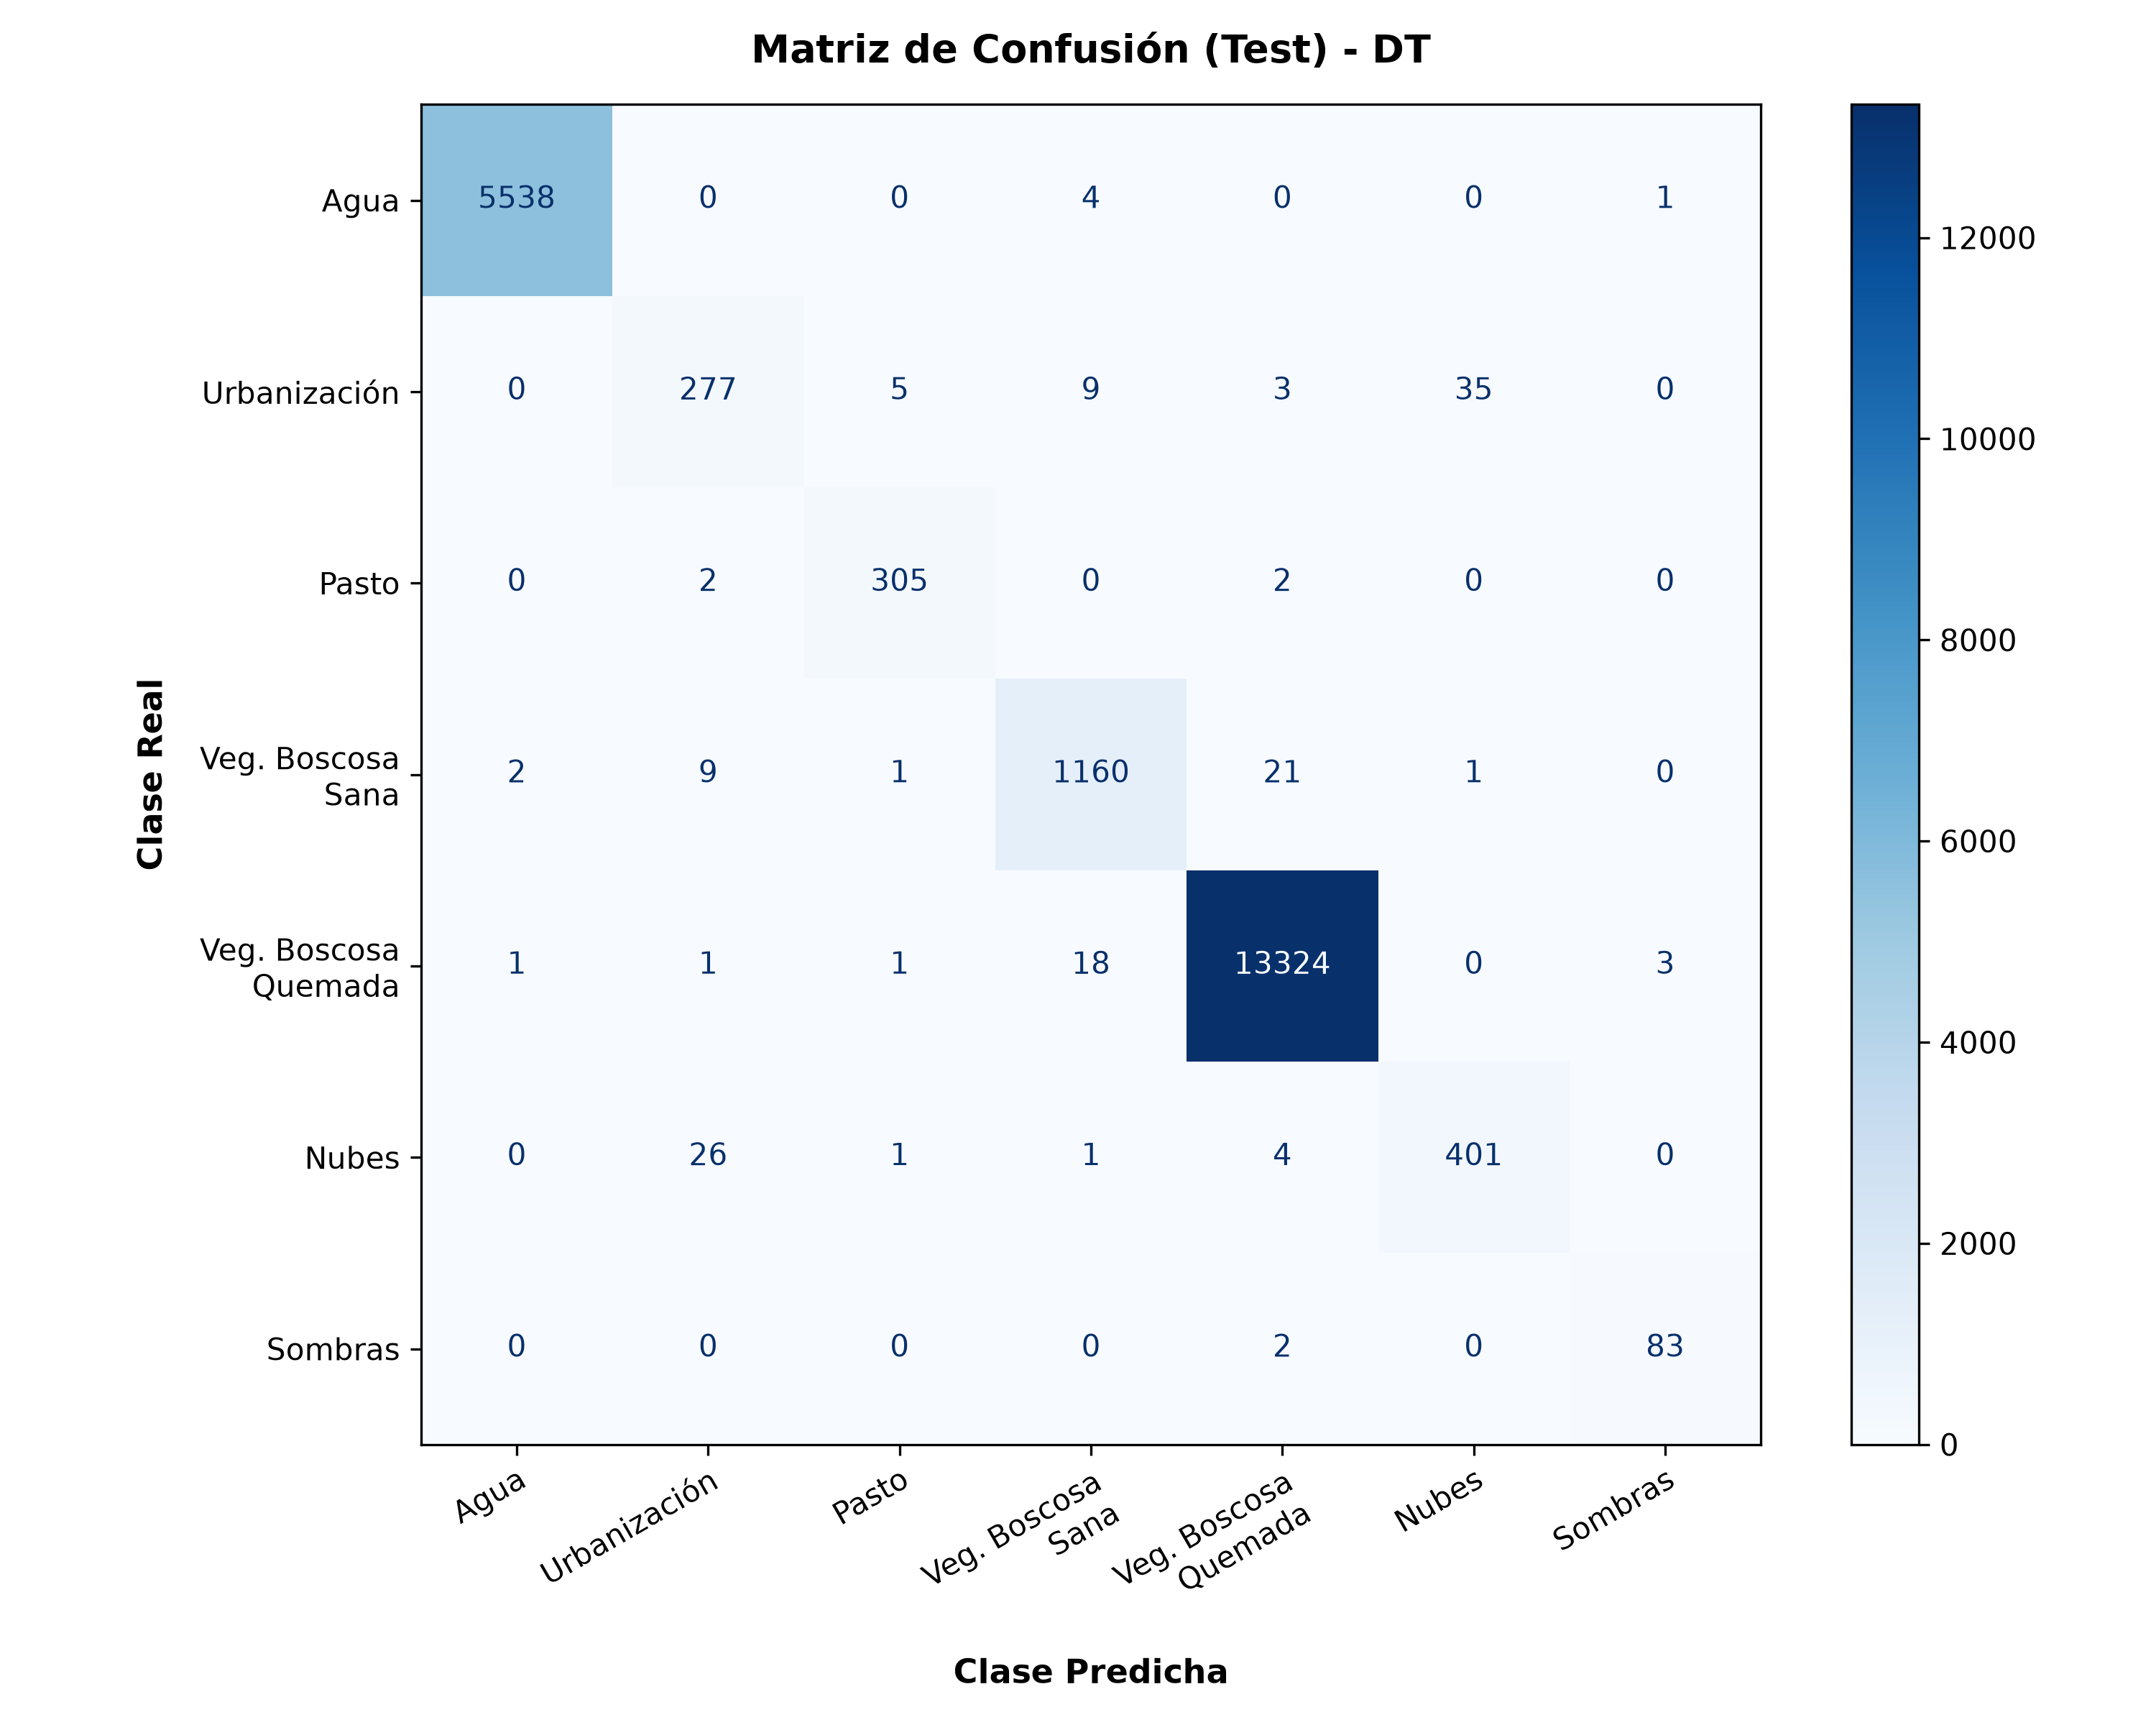 Matriz de Confusión (Test) - DT
Clase Real
Agua 5538 0 0 4 0 0 1
Urbanización 0 277 5 9 3 35 0
Pasto 0 2 305 0 2 0 0
Veg. Boscosa
Sana 2 9 1 1160 21 1 0
Veg. Boscosa
Quemada 1 1 1 18 13324 0 3
Nubes 0 26 1 1 4 401 0
Sombras 0 0 0 0 2 0 83
Agua
Urbanización
Pasto
Veg. Boscosa
Sana
Veg. Boscosa
Quemada
Nubes
Sombras
Clase Predicha
12000
10000
8000
6000
4000
2000
0